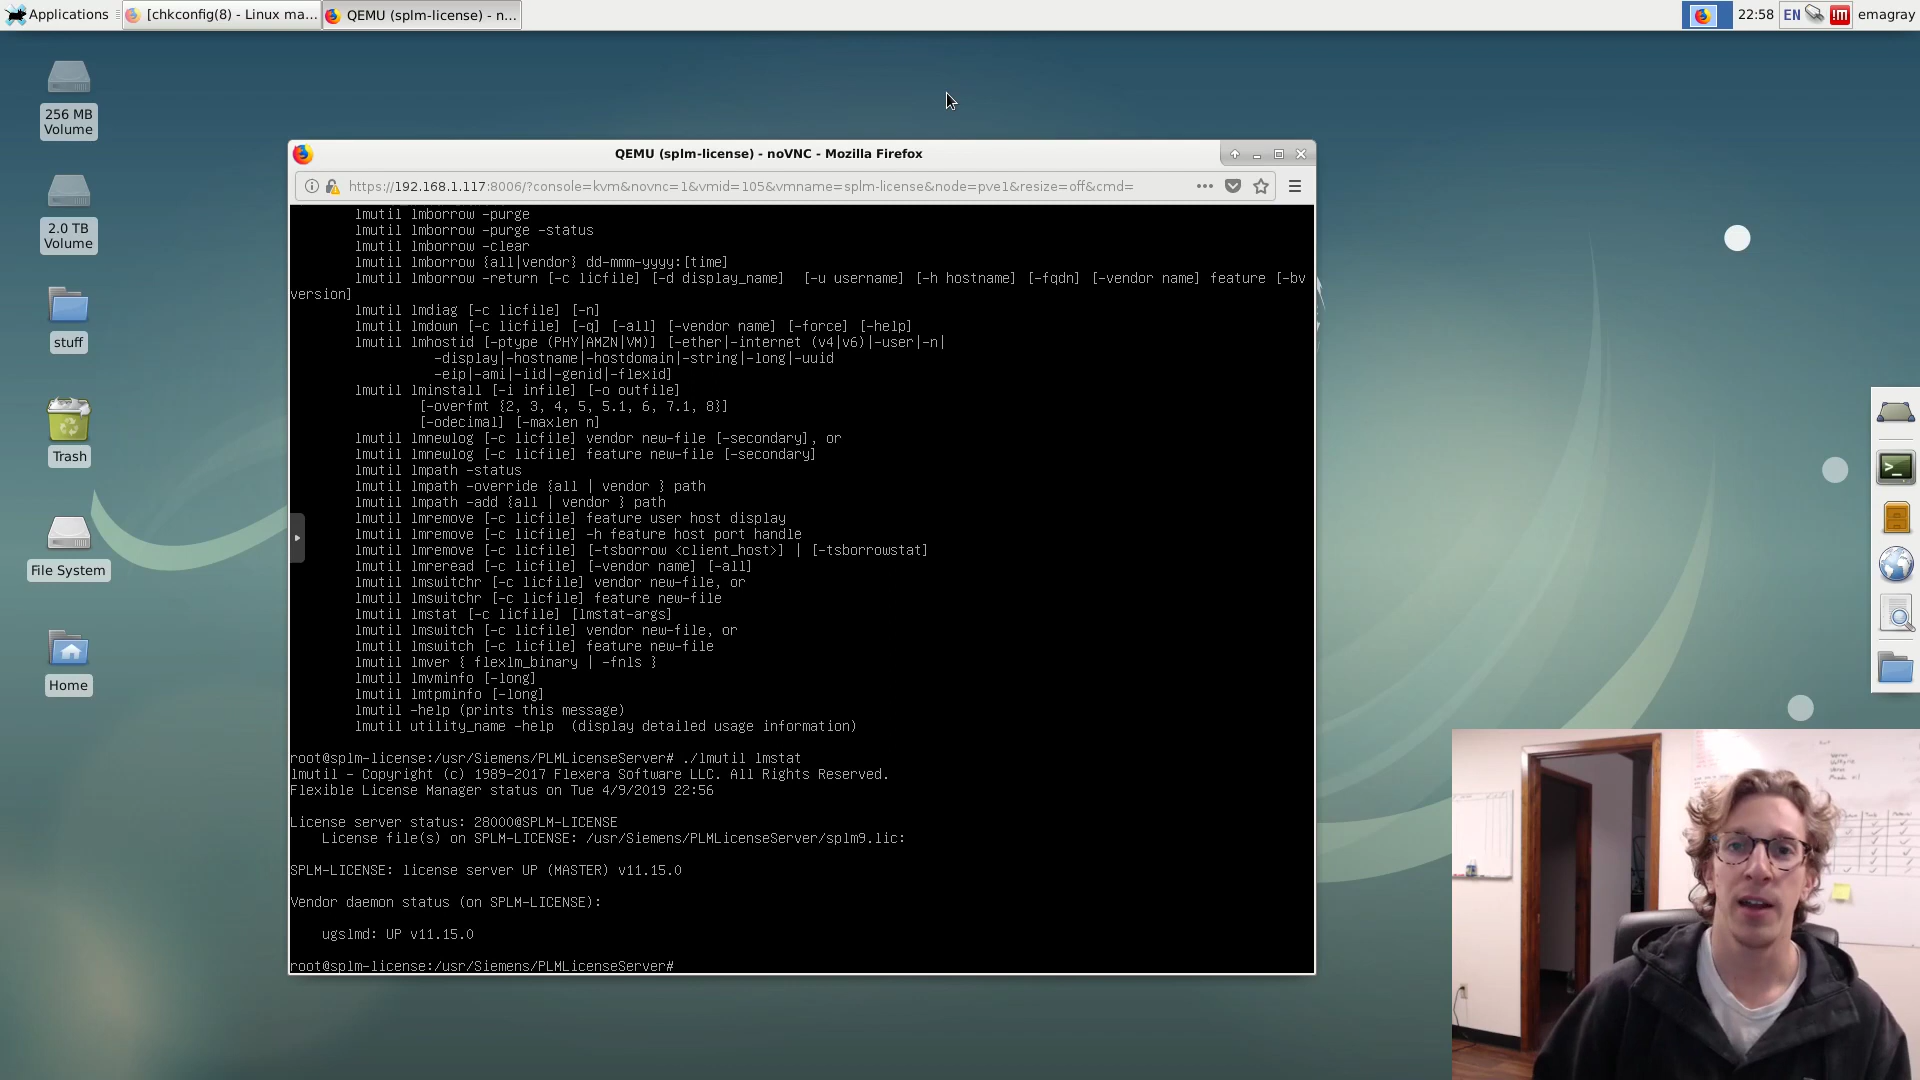 Applications
[chkconfig(8) - Linux ma...
QEMU (splm-license) - n...
22:58
EN
!m
emagray
256 MB
Volume
2.0 TB
Volume
stuff
Trash
File System
Home
QEMU (splm-license) - noVNC - Mozilla Firefox
https://192.168.1.117:8006/?console=kvm&novnc=1&vmid=105&vmname=splm-license&node=pve1&resize=off&cmd=
lmutil lmborrow -purge
lmutil lmborrow -purge -status
lmutil lmborrow -clear
lmutil lmborrow {all|vendor} dd-mmm-yyyy:[time]
lmutil lmborrow -return [-c licfile] [-d display_name]  [-u username] [-h hostname] [-fqdn] [-vendor name] feature [-bv
version]
lmutil lmdiag [-c licfile] [-n]
lmutil lmdown [-c licfile] [-q] [-all] [-vendor name] [-force] [-help]
lmutil lmhostid [-ptype (PHY|AMZN|VM)] [-ether|-internet (v4|v6)|-user|-n|
-display|-hostname|-hostdomain|-string|-long|-uuid
-eip|-ami|-iid|-genid|-flexid]
lmutil lminstall [-i infile] [-o outfile]
[-overfmt {2, 3, 4, 5, 5.1, 6, 7.1, 8}]
[-odecimal] [-maxlen n]
lmutil lmnewlog [-c licfile] vendor new-file [-secondary], or
lmutil lmnewlog [-c licfile] feature new-file [-secondary]
lmutil lmpath -status
lmutil lmpath -override {all | vendor } path
lmutil lmpath -add {all | vendor } path
lmutil lmremove [-c licfile] feature user host display
lmutil lmremove [-c licfile] -h feature host port handle
lmutil lmremove [-c licfile] [-tsborrow <client_host>] | [-tsborrowstat]
lmutil lmreread [-c licfile] [-vendor name] [-all]
lmutil lmswitchr [-c licfile] vendor new-file, or
lmutil lmswitchr [-c licfile] feature new-file
lmutil lmstat [-c licfile] [lmstat-args]
lmutil lmswitch [-c licfile] vendor new-file, or
lmutil lmswitch [-c licfile] feature new-file
lmutil lmver { flexlm_binary | -fnls }
lmutil lmvminfo [-long]
lmutil lmtpminfo [-long]
lmutil -help (prints this message)
lmutil utility_name -help  (display detailed usage information)
root@splm-license:/usr/Siemens/PLMLicenseServer# ./lmutil lmstat
lmutil - Copyright (c) 1989-2017 Flexera Software LLC. All Rights Reserved.
Flexible License Manager status on Tue 4/9/2019 22:56
License server status: 28000@SPLM-LICENSE
License file(s) on SPLM-LICENSE: /usr/Siemens/PLMLicenseServer/splm9.lic:
SPLM-LICENSE: license server UP (MASTER) v11.15.0
Vendor daemon status (on SPLM-LICENSE):
ugslmd: UP v11.15.0
root@splm-license:/usr/Siemens/PLMLicenseServer#